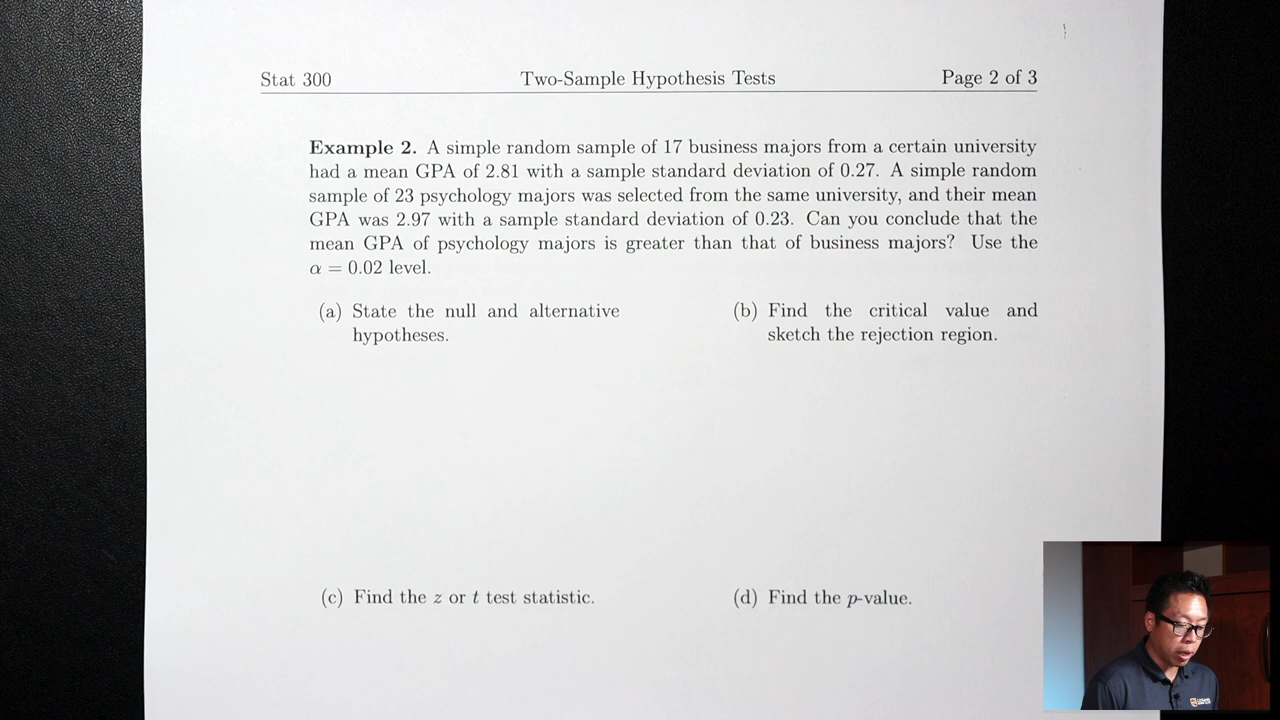 Stat 300 Two-Sample Hypothesis Tests Page 2 of 3
Example 2. A simple random sample of 17 business majors from a certain university
had a mean GPA of 2.81 with a sample standard deviation of 0.27. A simple random
sample of 23 psychology majors was selected from the same university, and their mean
GPA was 2.97 with a sample standard deviation of 0.23. Can you conclude that the
mean GPA of psychology majors is greater than that of business majors? Use the
α = 0.02 level.
(a) State the null and alternative
hypotheses.
(b) Find the critical value and
sketch the rejection region.
(c) Find the z or t test statistic.
(d) Find the p-value.